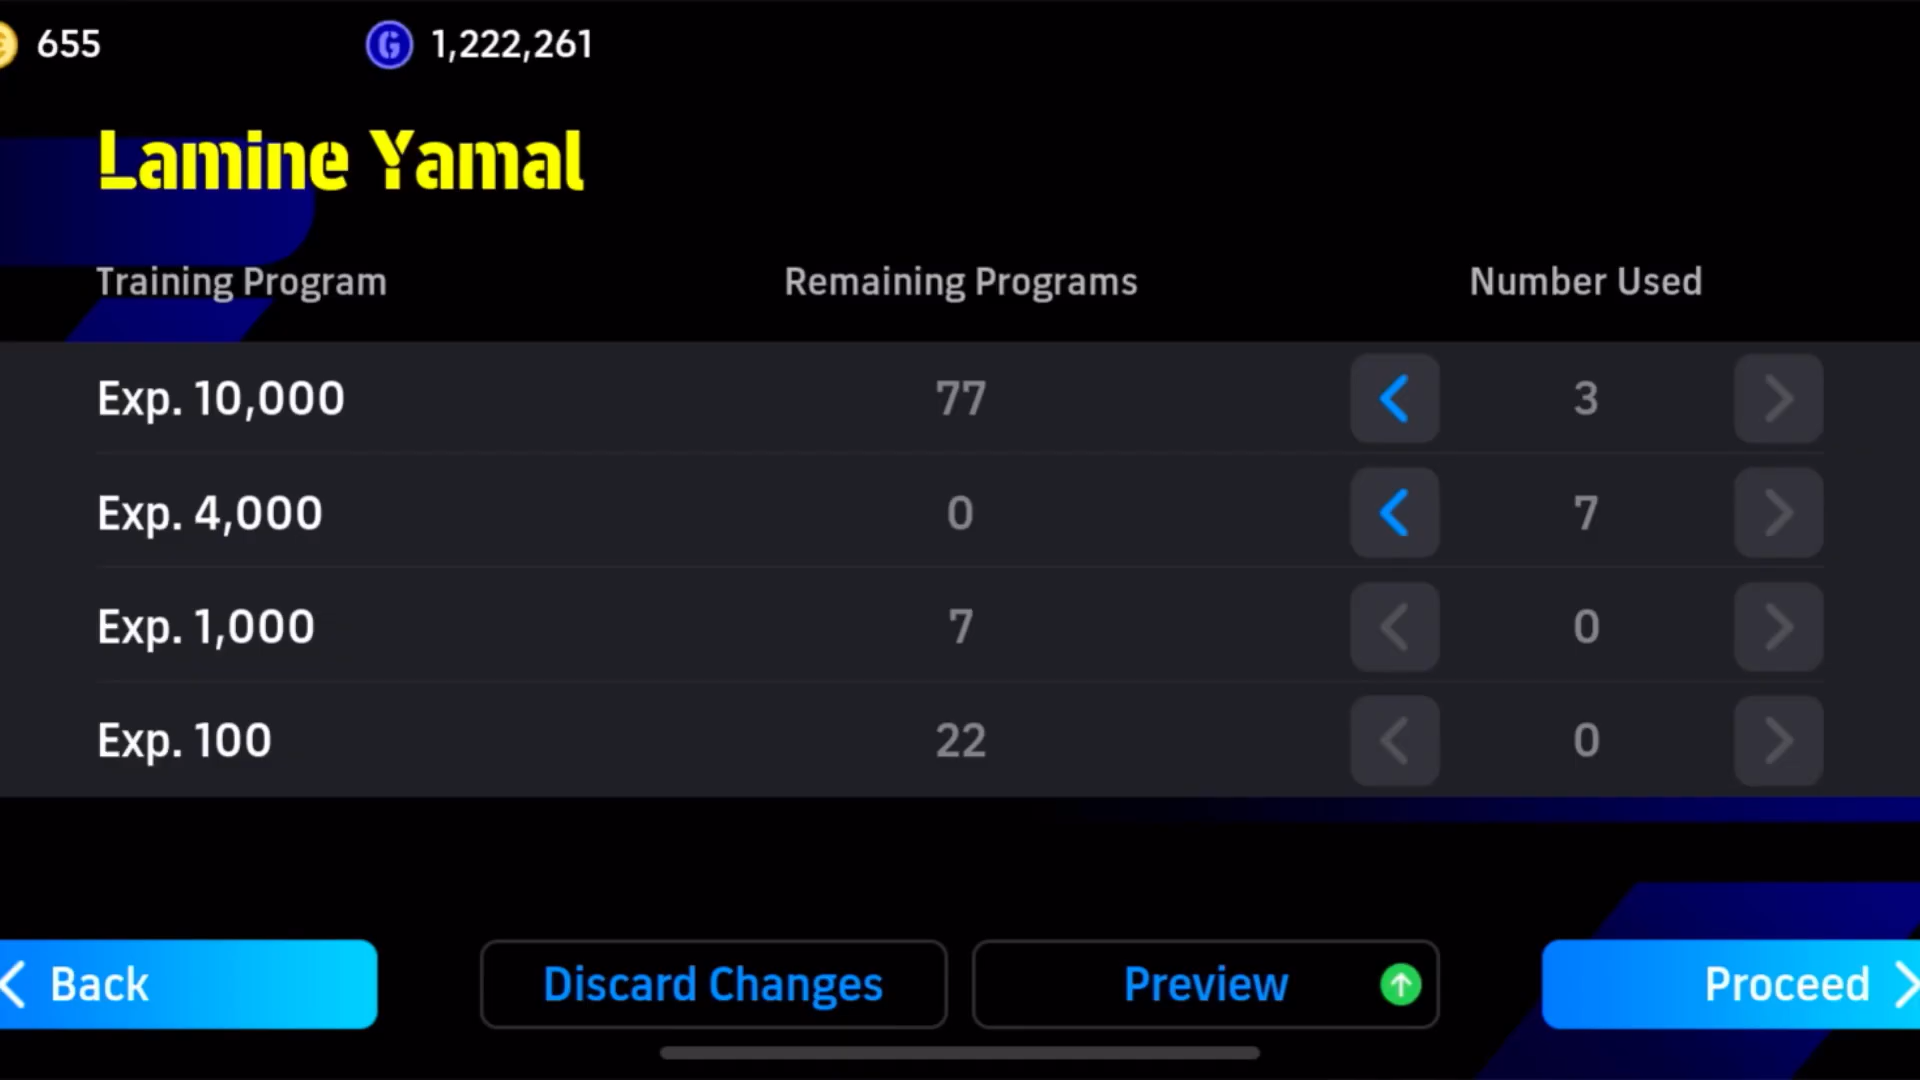 655
1,222,261
Lamine Yamal
Training Program Remaining Programs Number Used
Exp. 10,000 77 3
Exp. 4,000 0 7
Exp. 1,000 7 0
Exp. 100 22 0
Back Discard Changes Preview Proceed